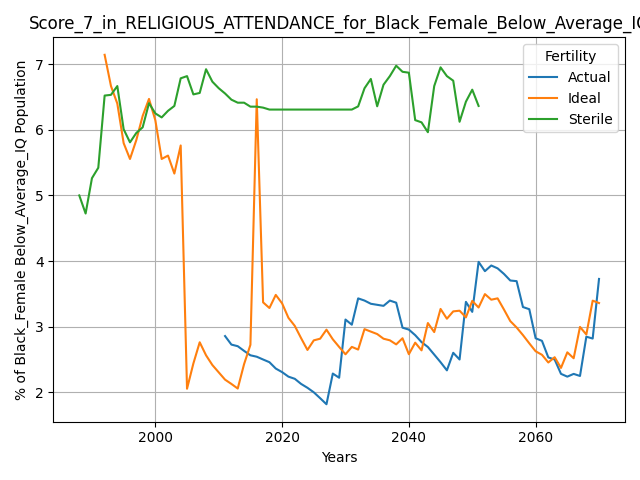 Score_7_in_RELIGIOUS_ATTENDANCE_for_Black_Female_Below_Average_IQ
Fertility
Actual
Ideal
Sterile
% of Black_Female Below_Average_IQ Population
7
6
5
4
3
2
2000 2020 2040 2060
Years